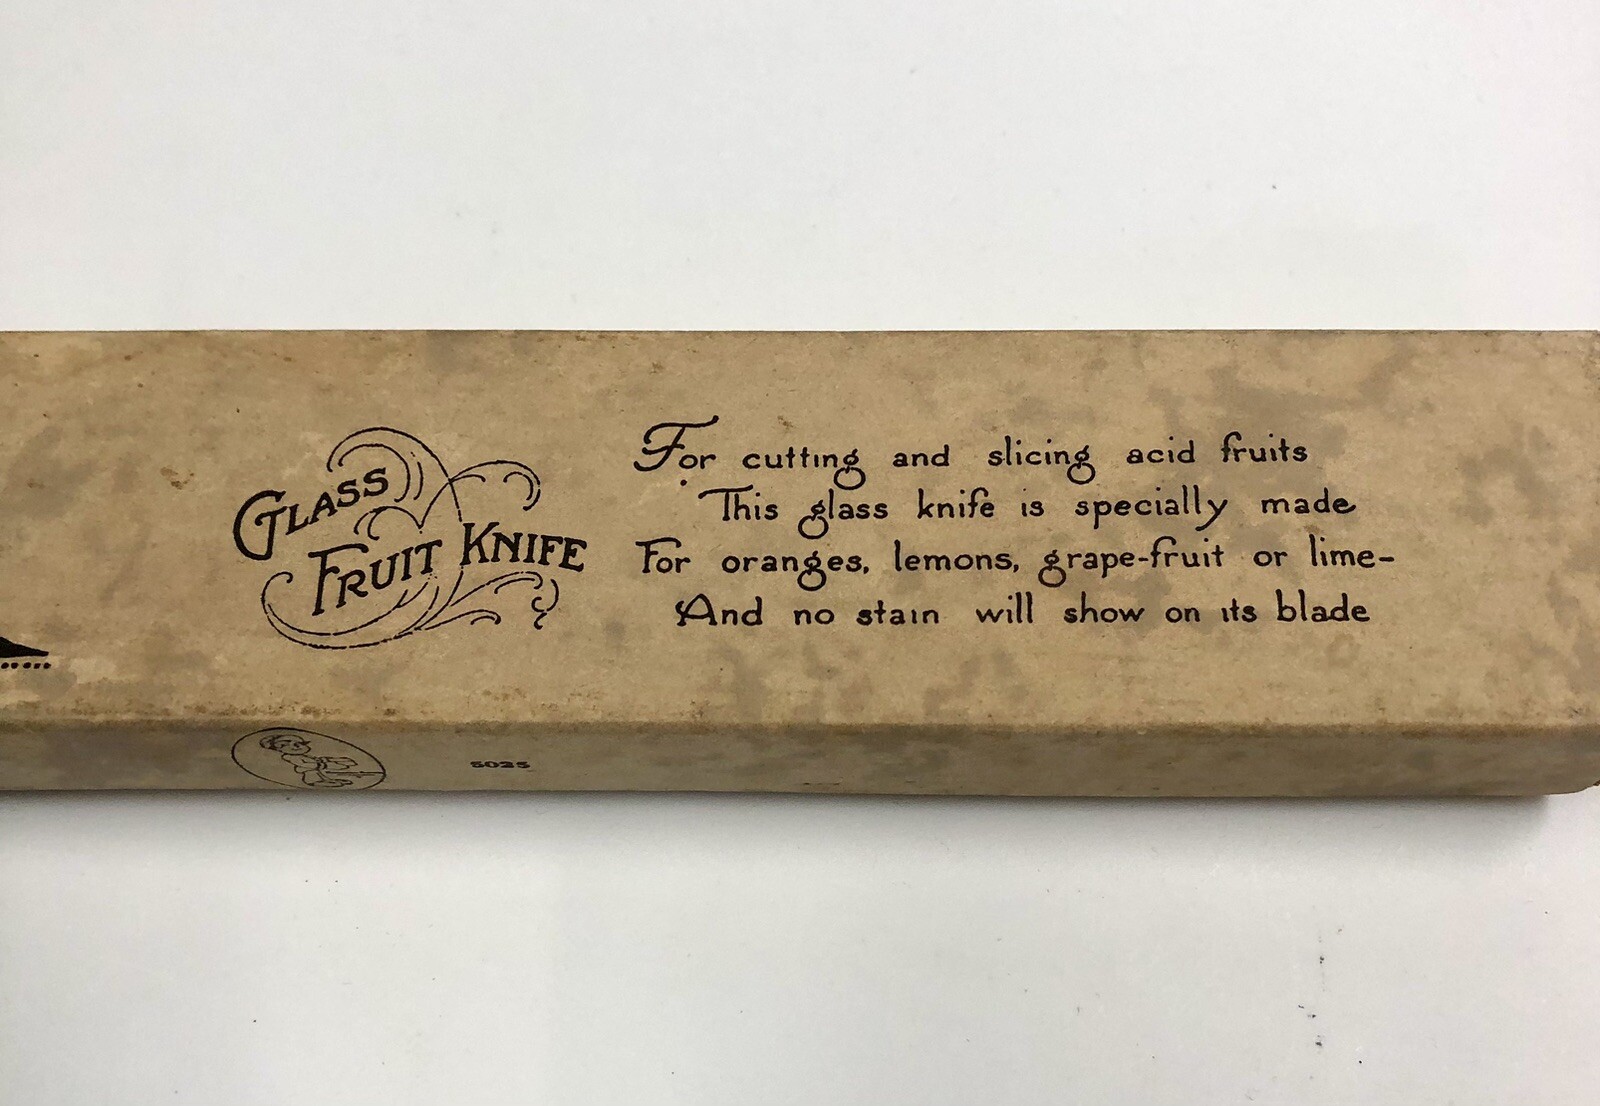 GLASS
FRUIT KNIFE
For cutting and slicing acid fruits
This glass knife is specially made
For oranges, lemons, grape-fruit or lime-
And no stain will show on its blade
5025